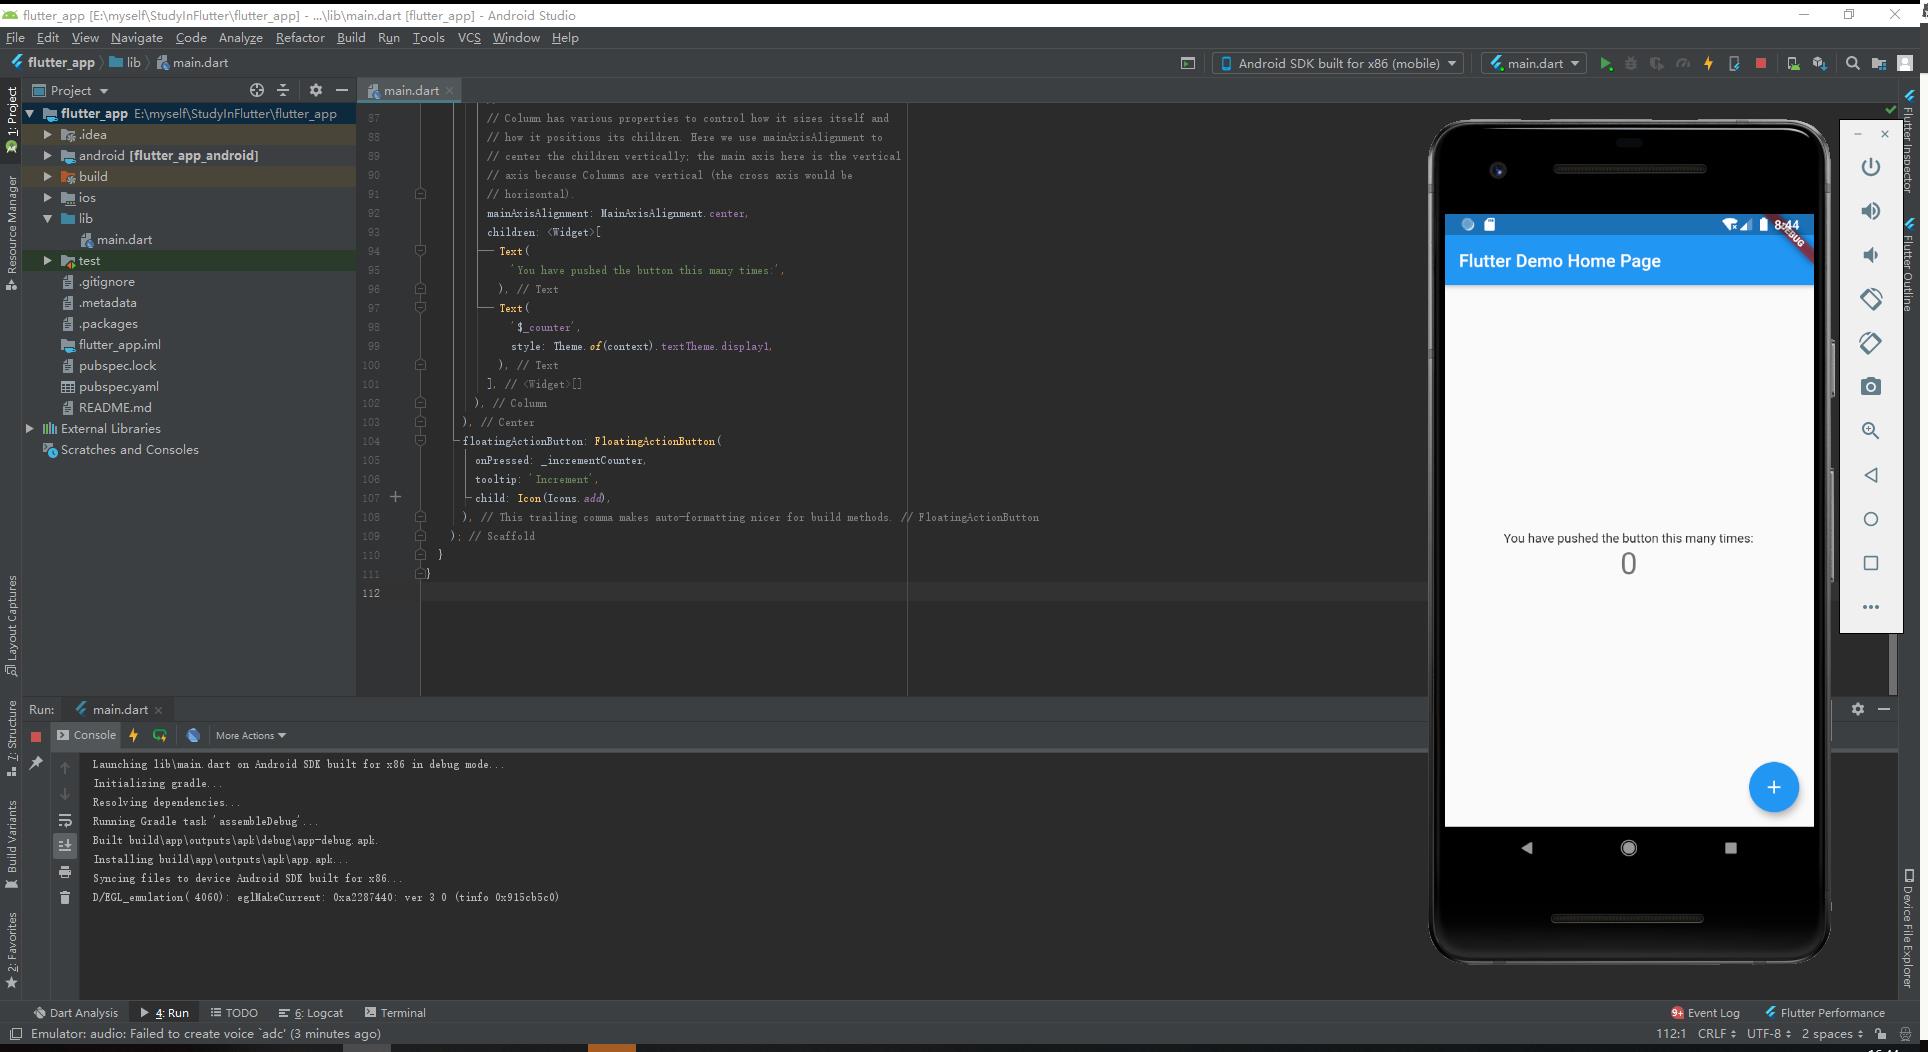 flutter_app [E:\myself\StudyInFlutter\flutter_app] - ...\lib\main.dart [flutter_app] - Android Studio
File Edit View Navigate Code Analyze Refactor Build Run Tools VCS Window Help
flutter_app lib main.dart
Android SDK built for x86 (mobile) main.dart
Project
main.dart
1: Project
Resource Manager
Layout Captures
7: Structure
Build Variants
2: Favorites
flutter_app E:\myself\StudyInFlutter\flutter_app
.idea
android [flutter_app_android]
build
ios
lib
main.dart
test
.gitignore
.metadata
.packages
flutter_app.iml
pubspec.lock
pubspec.yaml
README.md
External Libraries
Scratches and Consoles
87 // Column has various properties to control how it sizes itself and
88 // how it positions its children. Here we use mainAxisAlignment to
89 // center the children vertically; the main axis here is the vertical
90 // axis because Columns are vertical (the cross axis would be
91 // horizontal).
92 mainAxisAlignment: MainAxisAlignment.center,
93 children: <Widget>[
94 Text(
95 'You have pushed the button this many times:',
96 ), // Text
97 Text(
98 '$_counter',
99 style: Theme.of(context).textTheme.display1,
100 ), // Text
101 ], // <Widget>[]
102 ), // Column
103 ), // Center
104 floatingActionButton: FloatingActionButton(
105 onPressed: _incrementCounter,
106 tooltip: 'Increment',
107 child: Icon(Icons.add),
108 ), // This trailing comma makes auto-formatting nicer for build methods. // FloatingActionButton
109 ); // Scaffold
110 }
111 }
112
8:44
DEBUG
Flutter Demo Home Page
You have pushed the button this many times:
0
Flutter Inspector
Flutter Outline
Device File Explorer
Run: main.dart
Console More Actions
Launching lib\main.dart on Android SDK built for x86 in debug mode...
Initializing gradle...
Resolving dependencies...
Running Gradle task 'assembleDebug'...
Built build\app\outputs\apk\debug\app-debug.apk.
Installing build\app\outputs\apk\app.apk...
Syncing files to device Android SDK built for x86...
D/EGL_emulation( 4060): eglMakeCurrent: 0xa2287440: ver 3 0 (tinfo 0x915cb5c0)
Dart Analysis 4: Run TODO 6: Logcat Terminal
9+ Event Log Flutter Performance
Emulator: audio: Failed to create voice `adc' (3 minutes ago)
112:1 CRLF UTF-8 2 spaces